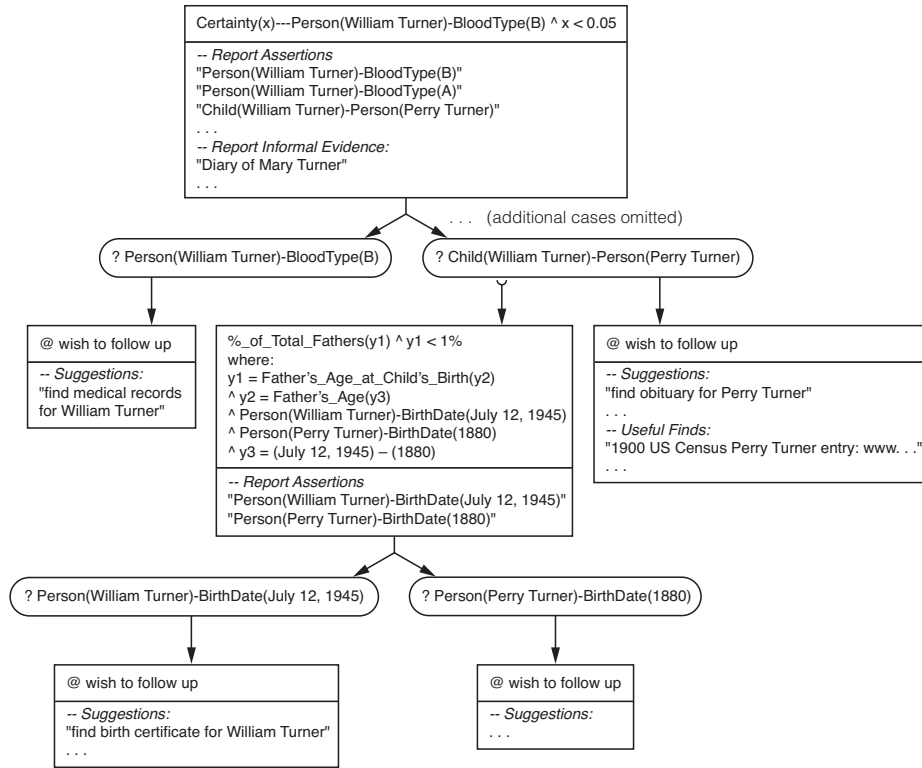 Certainty(x)---Person(William Turner)-BloodType(B) ^ x < 0.05
-- Report Assertions
"Person(William Turner)-BloodType(B)"
"Person(William Turner)-BloodType(A)"
"Child(William Turner)-Person(Perry Turner)"
. . .
-- Report Informal Evidence:
"Diary of Mary Turner"
. . .
. . . (additional cases omitted)
? Person(William Turner)-BloodType(B)
? Child(William Turner)-Person(Perry Turner)
@ wish to follow up
-- Suggestions:
"find medical records
for William Turner"
%_of_Total_Fathers(y1) ^ y1 < 1%
where:
y1 = Father’s_Age_at_Child’s_Birth(y2)
^ y2 = Father’s_Age(y3)
^ Person(William Turner)-BirthDate(July 12, 1945)
^ Person(Perry Turner)-BirthDate(1880)
^ y3 = (July 12, 1945) – (1880)
-- Report Assertions
"Person(William Turner)-BirthDate(July 12, 1945)"
"Person(Perry Turner)-BirthDate(1880)"
@ wish to follow up
-- Suggestions:
"find obituary for Perry Turner"
. . .
-- Useful Finds:
"1900 US Census Perry Turner entry: www. . ."
. . .
? Person(William Turner)-BirthDate(July 12, 1945)
? Person(Perry Turner)-BirthDate(1880)
@ wish to follow up
-- Suggestions:
"find birth certificate for William Turner"
. . .
@ wish to follow up
-- Suggestions:
. . .